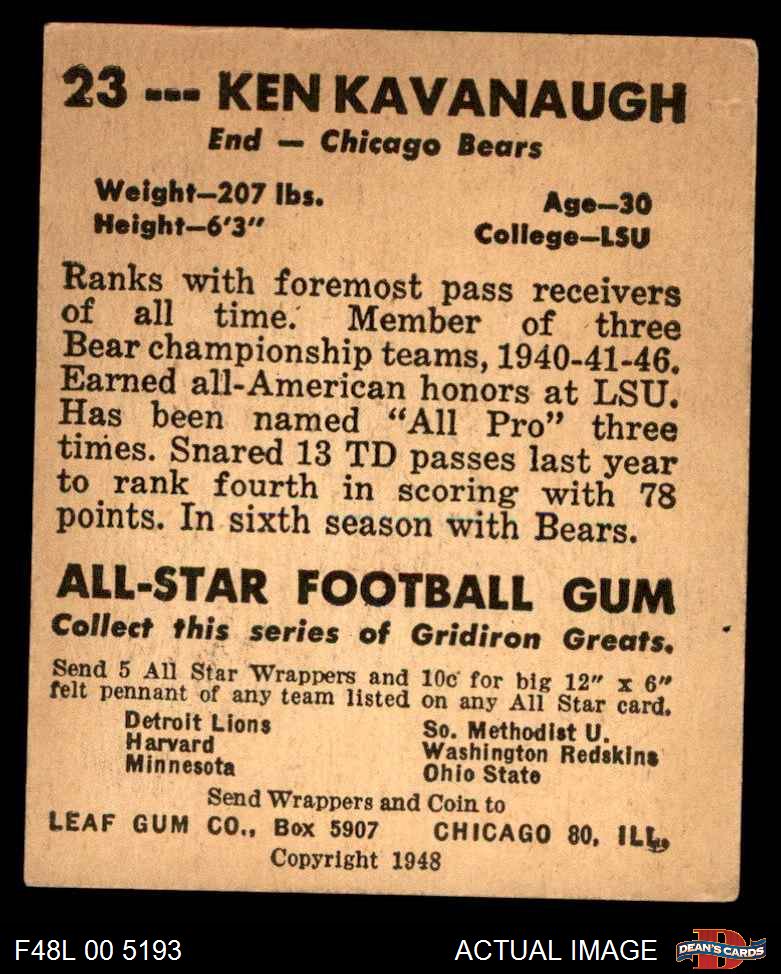 23 --- KEN KAVANAUGH
End — Chicago Bears
Weight—207 lbs.
Age—30
Height—6'3"
College—LSU
Ranks with foremost pass receivers
of all time. Member of three
Bear championship teams, 1940-41-46.
Earned all-American honors at LSU.
Has been named "All Pro" three
times. Snared 13 TD passes last year
to rank fourth in scoring with 78
points. In sixth season with Bears.
ALL-STAR FOOTBALL GUM
Collect this series of Gridiron Greats.
Send 5 All Star Wrappers and 10c for big 12" x 6"
felt pennant of any team listed on any All Star card.
Detroit Lions
So. Methodist U.
Harvard
Washington Redskins
Minnesota
Ohio State
Send Wrappers and Coin to
LEAF GUM CO., Box 5907 CHICAGO 80, ILL.
Copyright 1948
F48L 00 5193
ACTUAL IMAGE
D
DEAN'S CARDS